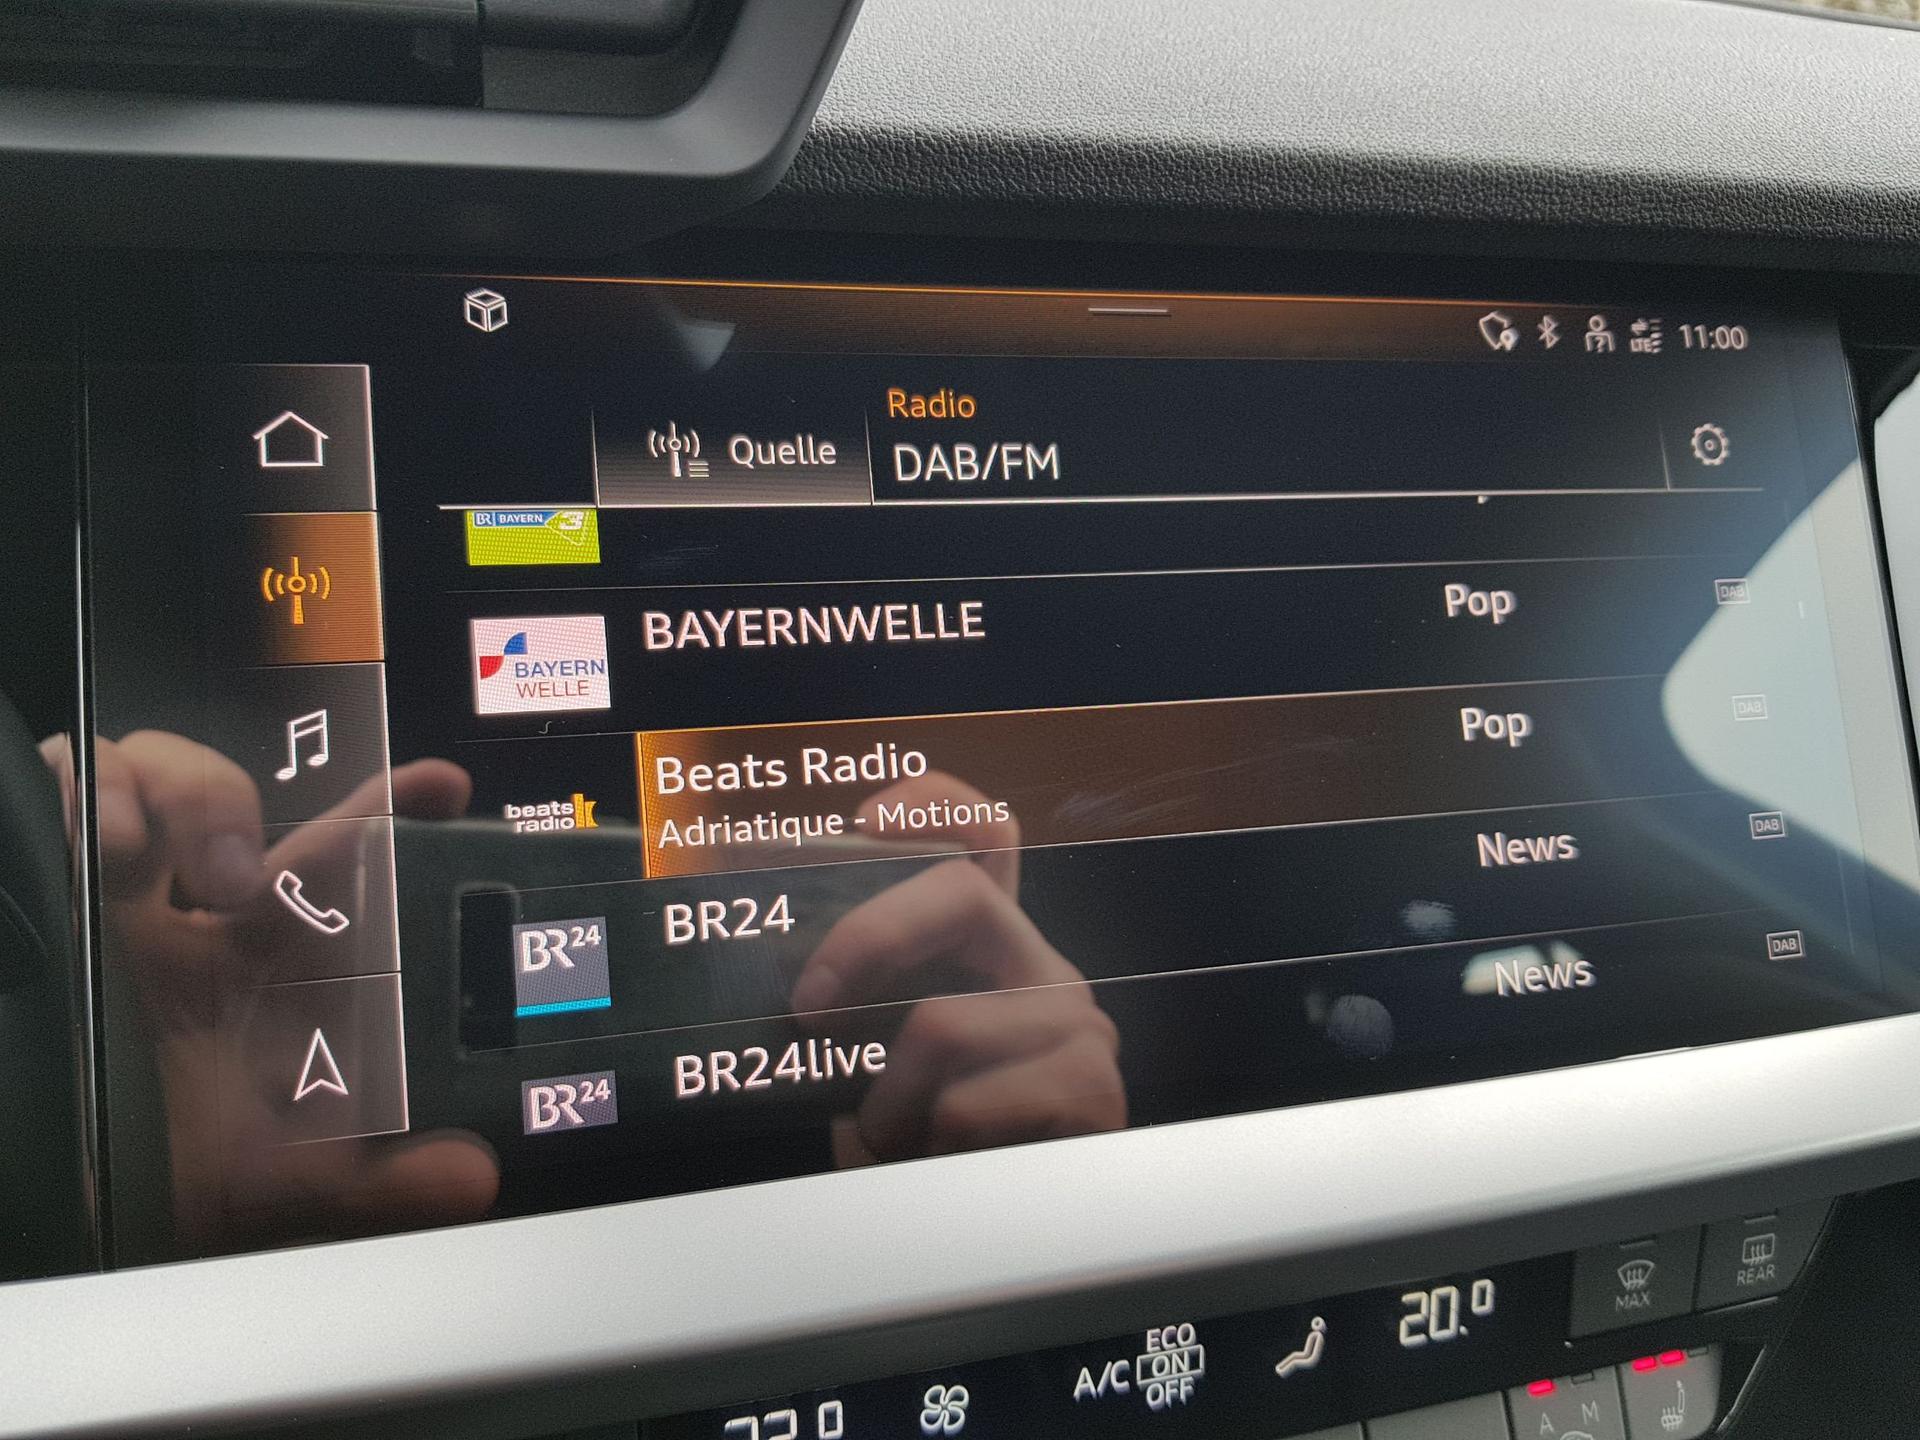 LTE
11:00
Radio
Quelle
DAB/FM
BR BAYERN 3
BAYERNWELLE
Pop
DAB
BAYERN
WELLE
Beats Radio
Pop
DAB
Adriatique - Motions
beats
radio
BR24
News
DAB
BR24
BR24live
News
DAB
BR24
REAR
MAX
20.0
ECO
A/C ON
OFF
A M